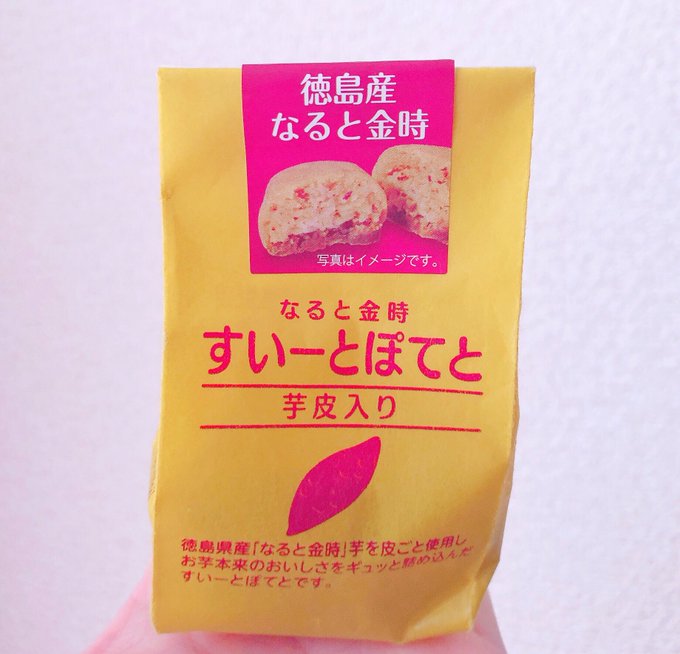 徳島産
なると金時
写真はイメージです。
なると金時
すいーとぽてと
芋皮入り
徳島県産「なると金時」芋を皮ごと使用し
お芋本来のおいしさをギュッと詰め込んだ
すいーとぽてとです。